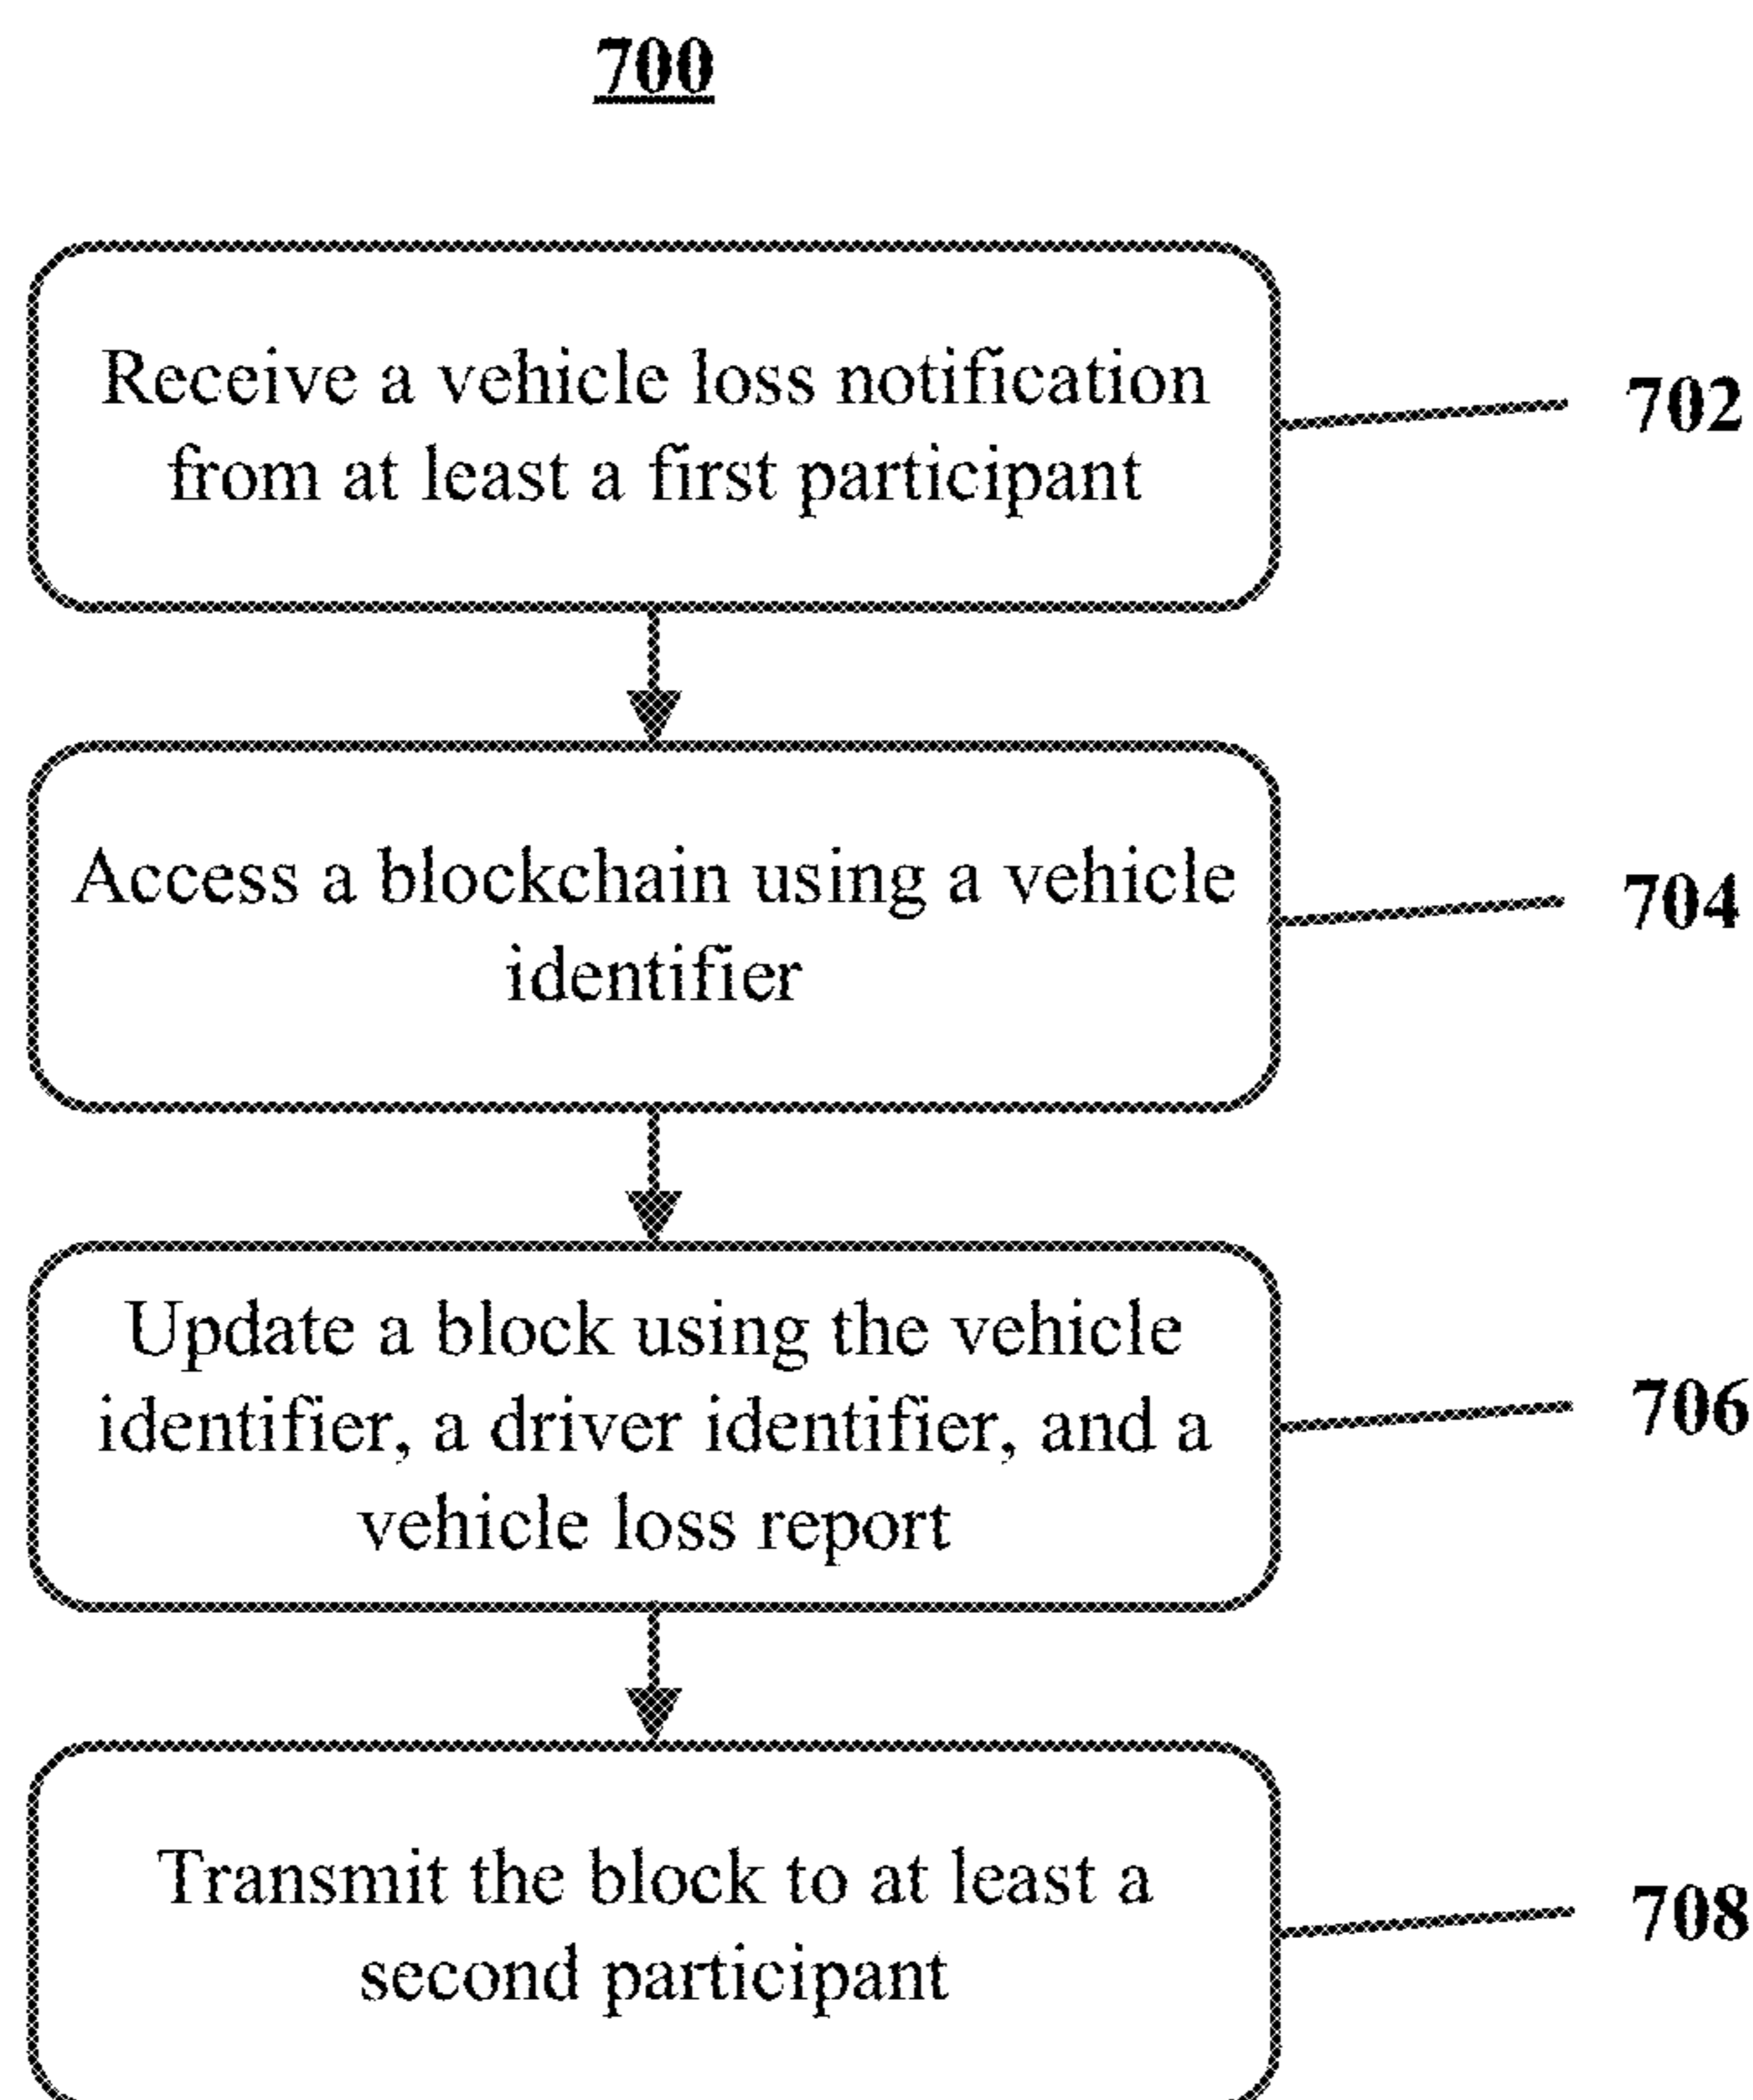 700
Receive a vehicle loss notification
from at least a first participant
702
Access a blockchain using a vehicle
identifier
704
Update a block using the vehicle
identifier, a driver identifier, and a
vehicle loss report
706
Transmit the block to at least a
second participant
708